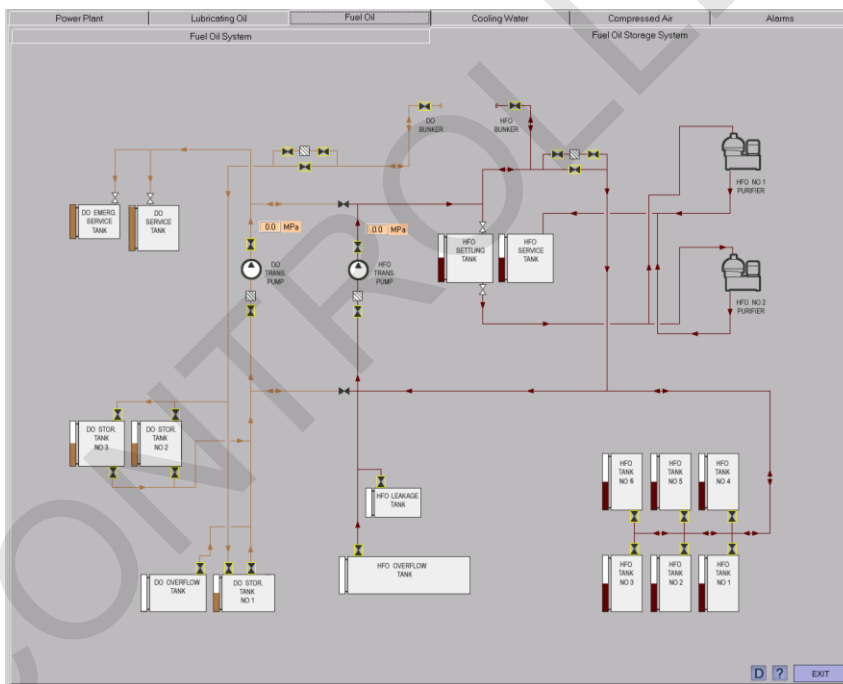 Power Plant
Lubricating Oil
Fuel Oil
Cooling Water
Compressed Air
Alarms
Fuel Oil System
Fuel Oil Storage System
DO
BUNKER
HFO
BUNKER
HFO NO 1
PURIFIER
DO EMERG.
SERVICE
TANK
DO
SERVICE
TANK
0.0 MPa
0.0 MPa
HFO
SETTLING
TANK
HFO
SERVICE
TANK
DO
TRANS.
PUMP
HFO
TRANS.
PUMP
HFO NO 2
PURIFIER
DO STOR.
TANK
NO 3
DO STOR.
TANK
NO 2
HFO
TANK
NO 6
HFO
TANK
NO 5
HFO
TANK
NO 4
HFO LEAKAGE
TANK
HFO OVERFLOW
TANK
DO OVERFLOW
TANK
DO STOR.
TANK
NO 1
HFO
TANK
NO 3
HFO
TANK
NO 2
HFO
TANK
NO 1
D
?
EXIT
CONTROLL